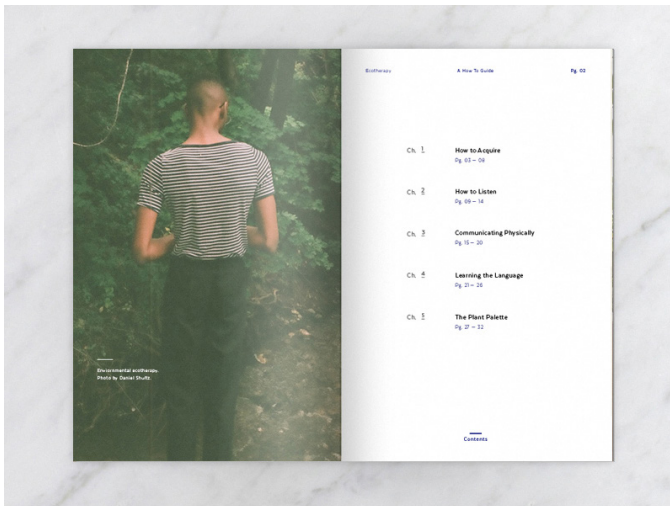 Enviromental ecotherapy.
Photo by Daniel Shultz.
Ecotherapy
A How To Guide
Pg. 02
Ch. 1
How to Acquire
Pg. 03 — 08
Ch. 2
How to Listen
Pg. 09 — 14
Ch. 3
Communicating Physically
Pg. 15 — 20
Ch. 4
Learning the Language
Pg. 21 — 26
Ch. 5
The Plant Palette
Pg. 27 — 32
Contents